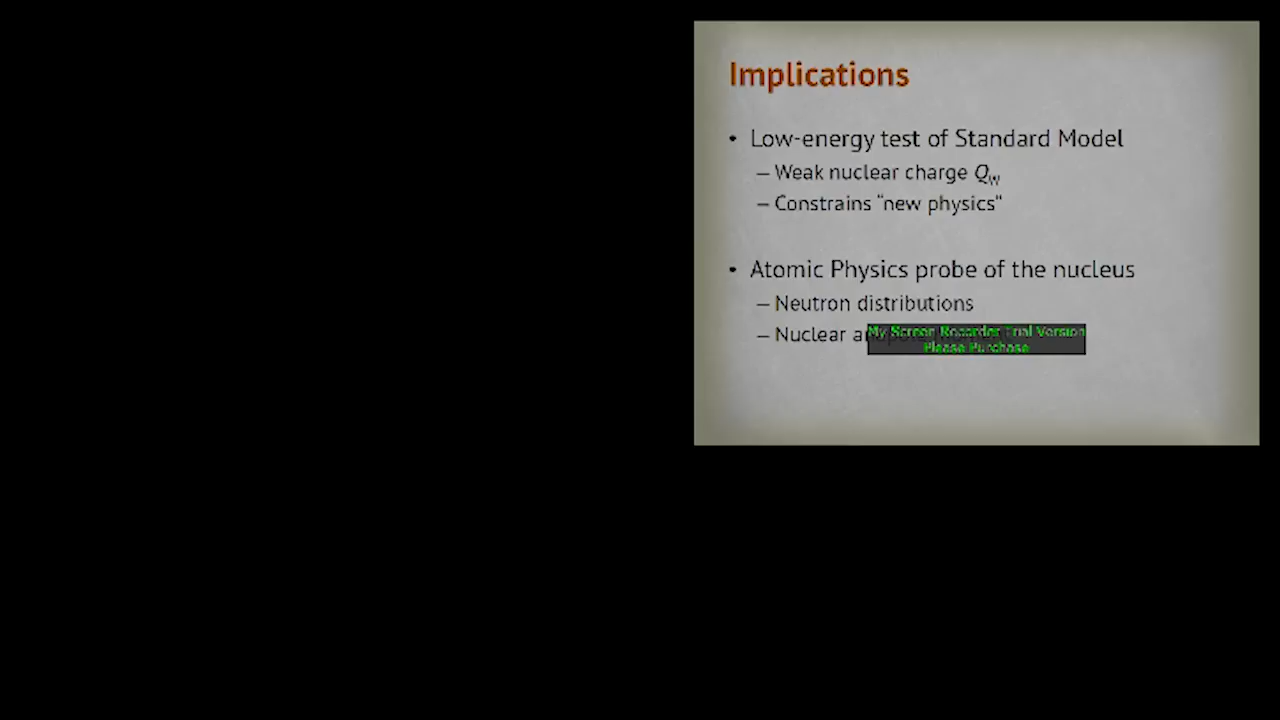 Implications
• Low-energy test of Standard Model
– Weak nuclear charge QW
– Constrains "new physics"
• Atomic Physics probe of the nucleus
– Neutron distributions
– Nuclear
My Screen Recorder Trial Version
Please Purchase